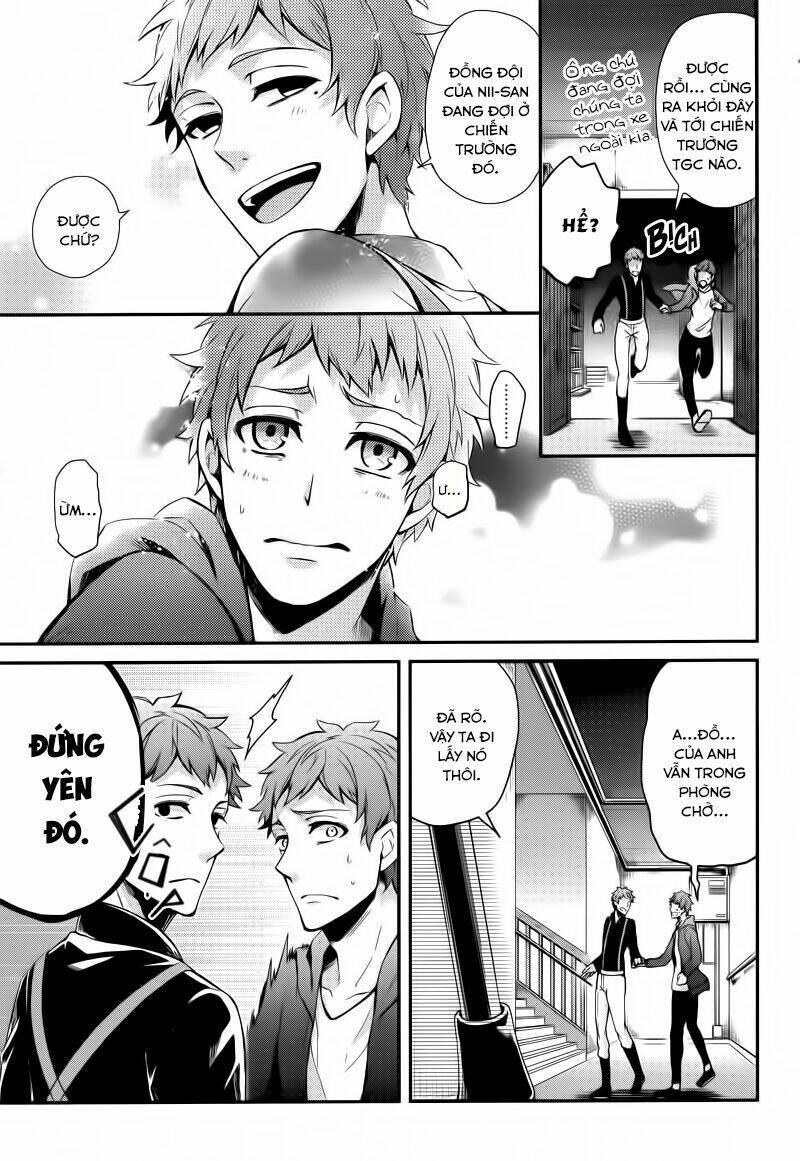 ĐƯỢC
RỒI... CÙNG
RA KHỎI ĐÂY
VÀ TỚI CHIẾN
TRƯỜNG
TGC NÀO.
Ông chú
đang đợi
chúng ta
trong xe
ngoài kia.
HỂ?
BỊCH
ĐỒNG ĐỘI
CỦA NII-SAN
ĐANG ĐỢI Ở
CHIẾN
TRƯỜNG
ĐÓ.
ĐƯỢC
CHỨ?
.........
Ư...
ỪM...
A...ĐỒ
CỦA ANH
VẪN TRONG
PHÒNG
CHỜ...
ĐÃ RÕ.
VẬY TA ĐI
LẤY NÓ
THÔI.
ĐỨNG
YÊN
ĐÓ.